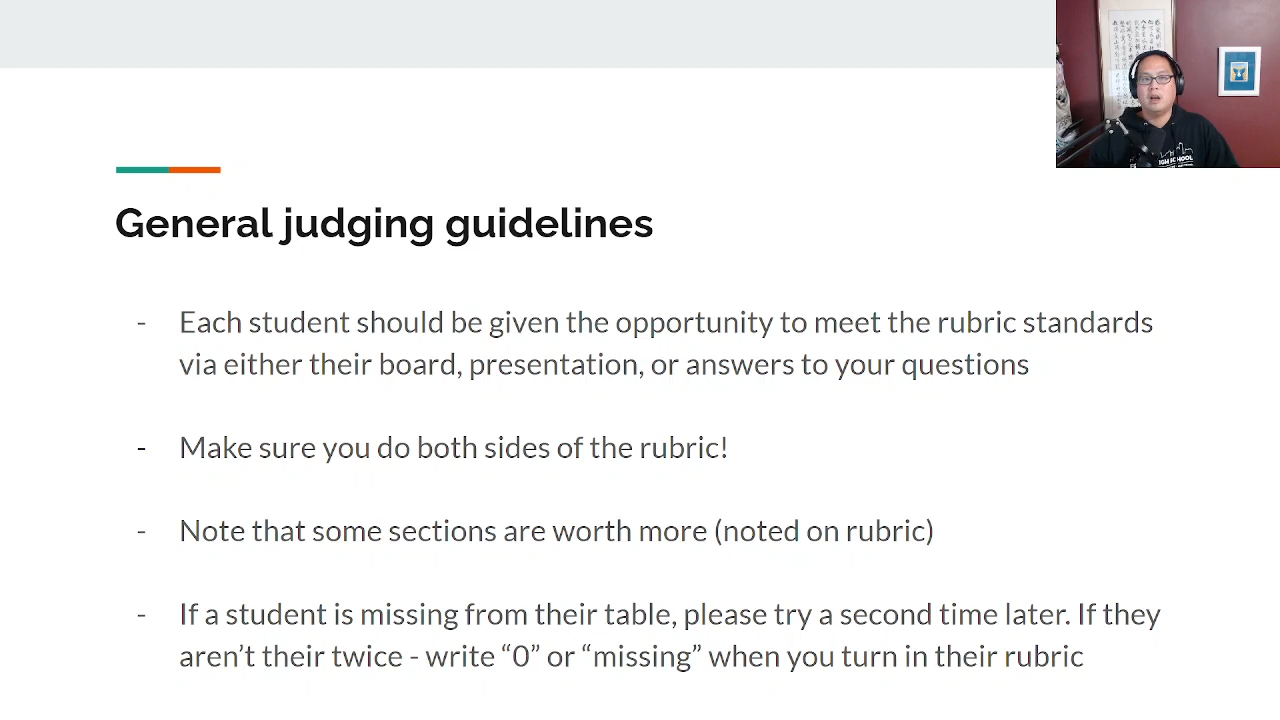 General judging guidelines
- Each student should be given the opportunity to meet the rubric standards
via either their board, presentation, or answers to your questions
- Make sure you do both sides of the rubric!
- Note that some sections are worth more (noted on rubric)
- If a student is missing from their table, please try a second time later. If they
aren't their twice - write “0” or “missing” when you turn in their rubric